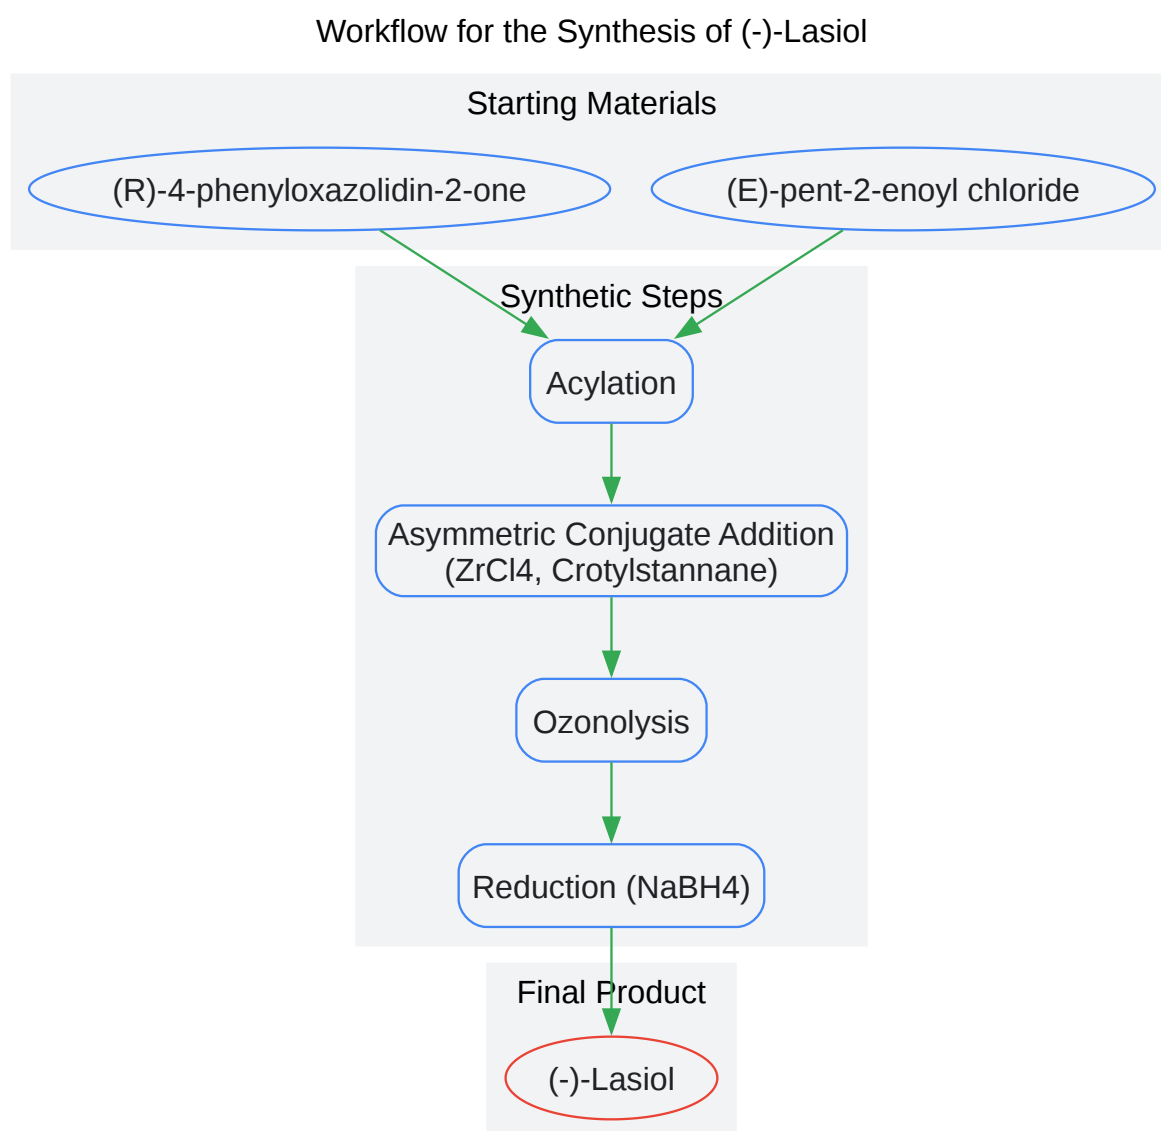 Workflow for the Synthesis of (-)-Lasiol
Starting Materials
(R)-4-phenyloxazolidin-2-one
(E)-pent-2-enoyl chloride
Synthetic Steps
Acylation
Asymmetric Conjugate Addition
(ZrCl4, Crotylstannane)
Ozonolysis
Reduction (NaBH4)
Final Product
(-)-Lasiol